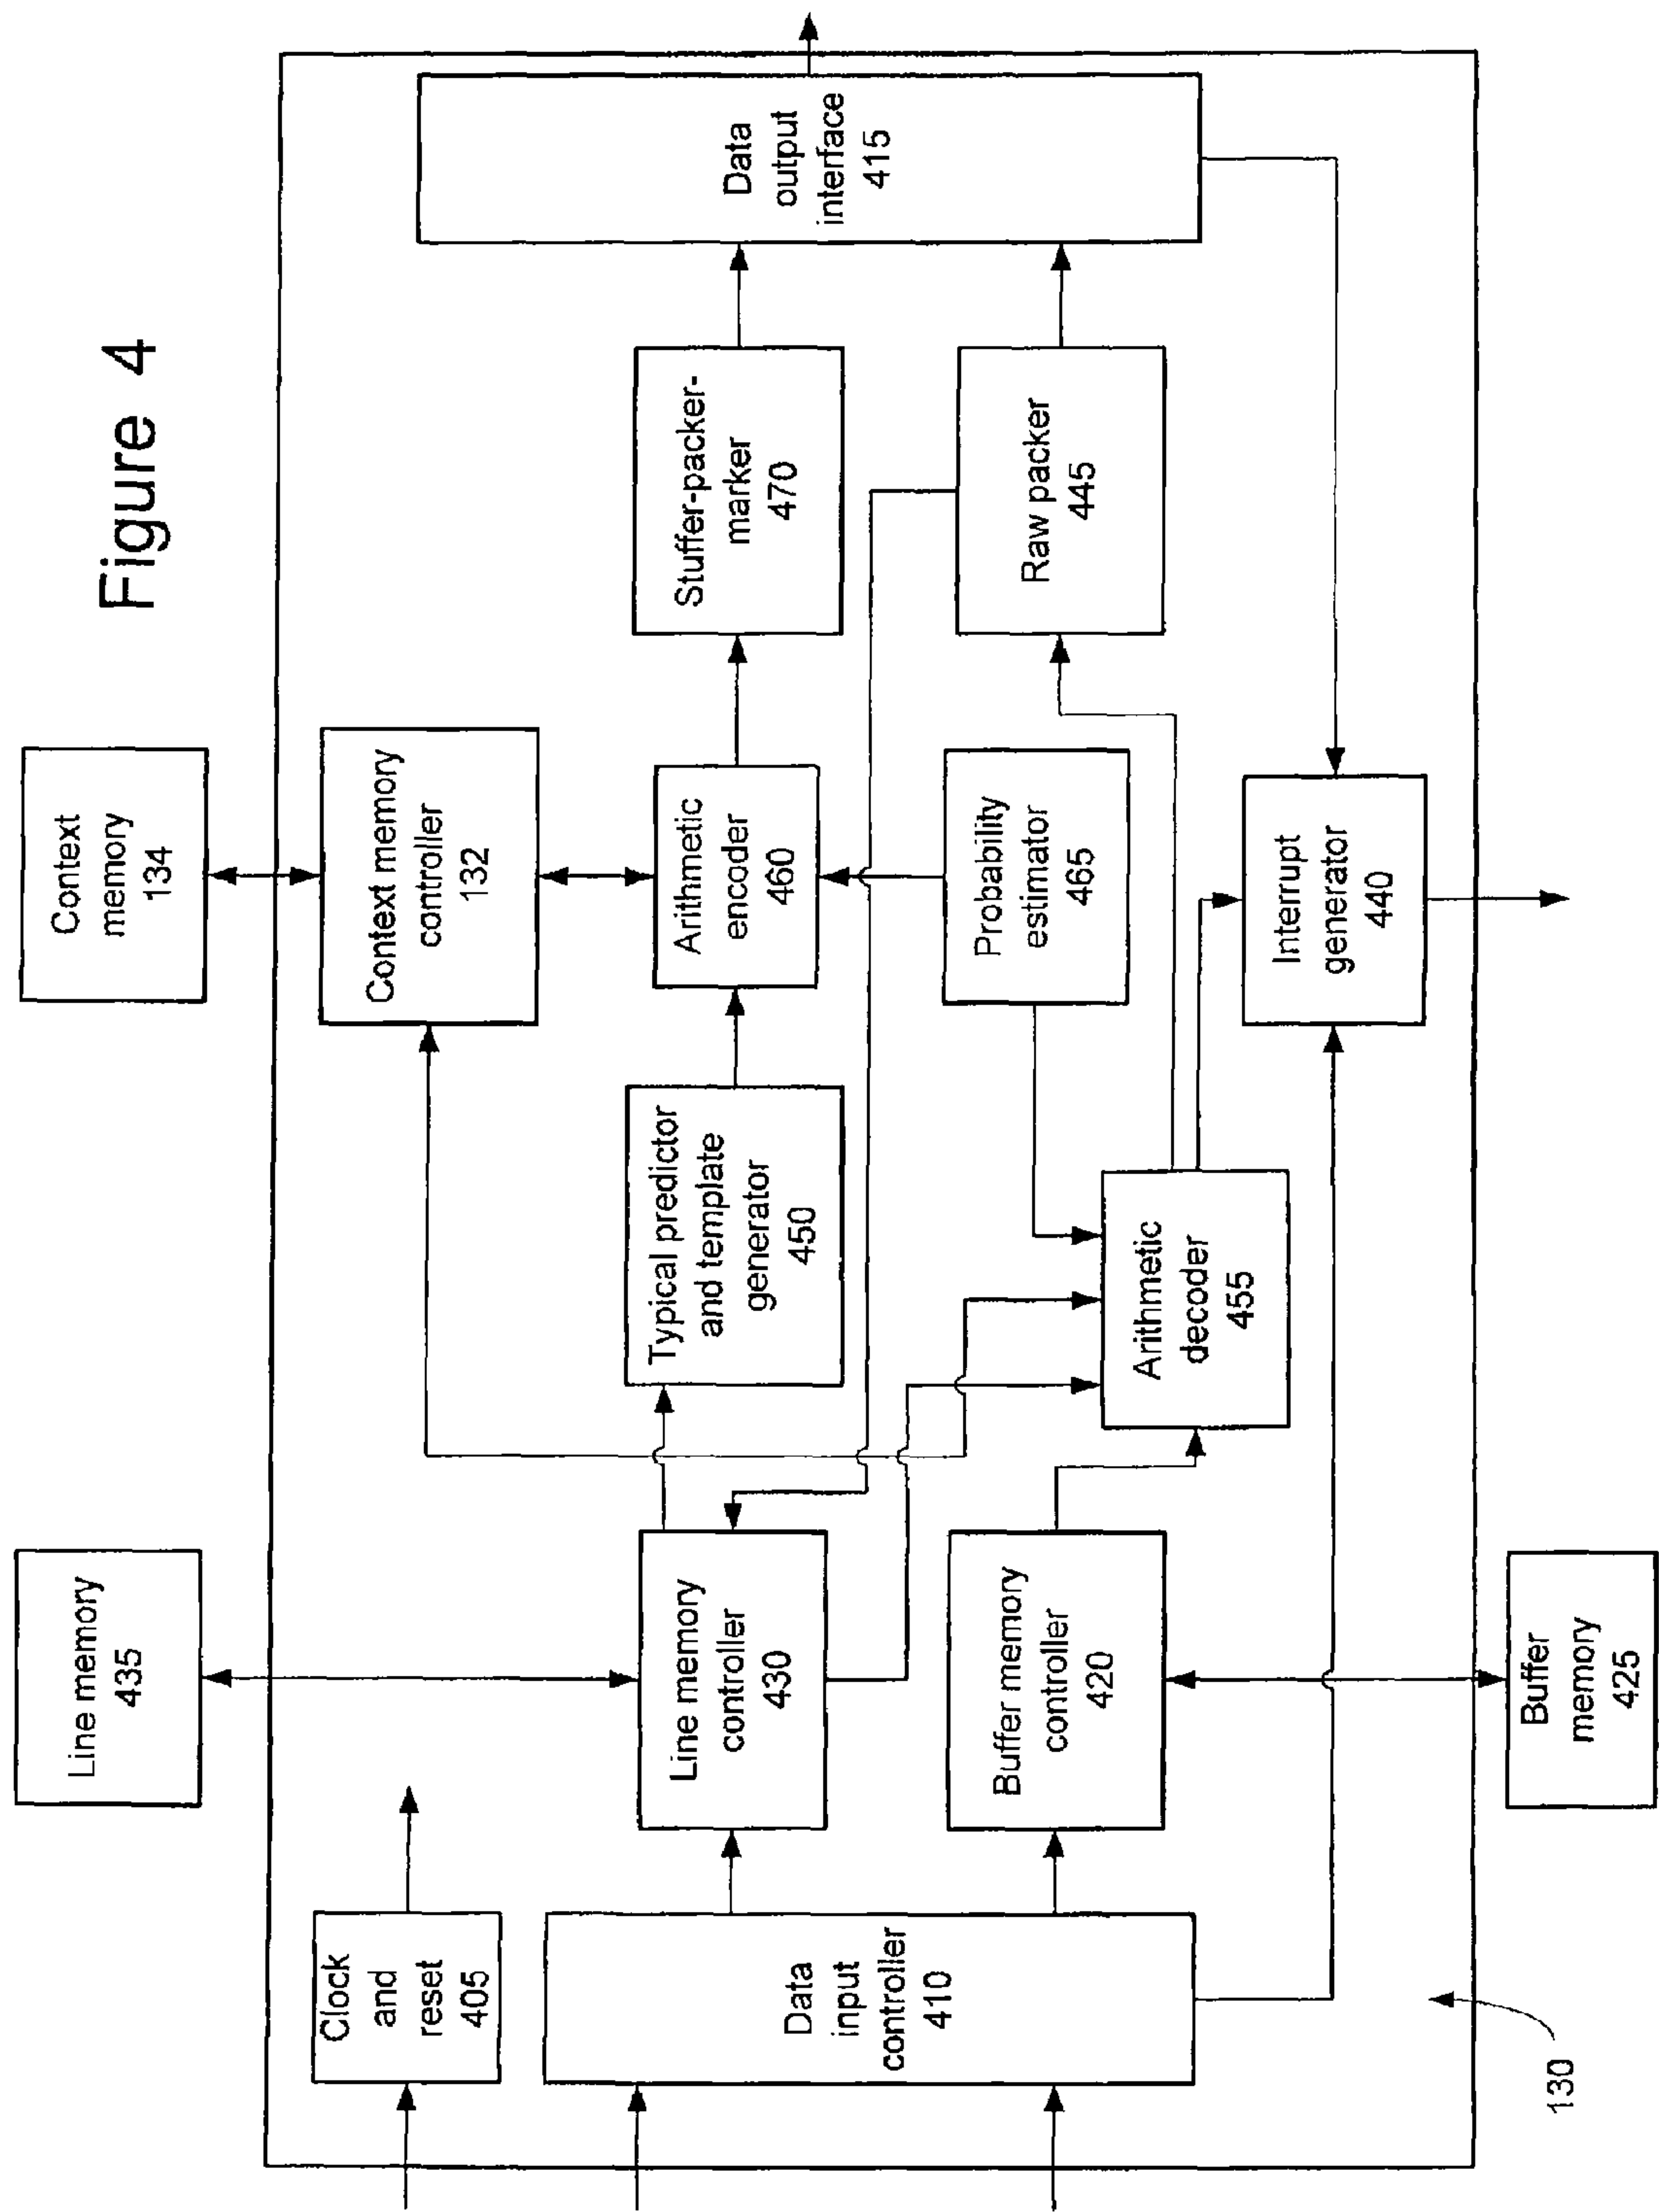 Figure 4
Line memory
435
Context
memory
134
Clock
and
reset
405
Context memory
controller
132
Data
input
controller
410
Line memory
controller
430
Typical predictor
and template
generator
450
Arithmetic
encoder
460
Stuffer-packer-
marker
470
Data
output
interface
415
Buffer memory
controller
420
Arithmetic
decoder
455
Probability
estimator
465
Raw packer
445
Interrupt
generator
440
130
Buffer
memory
425